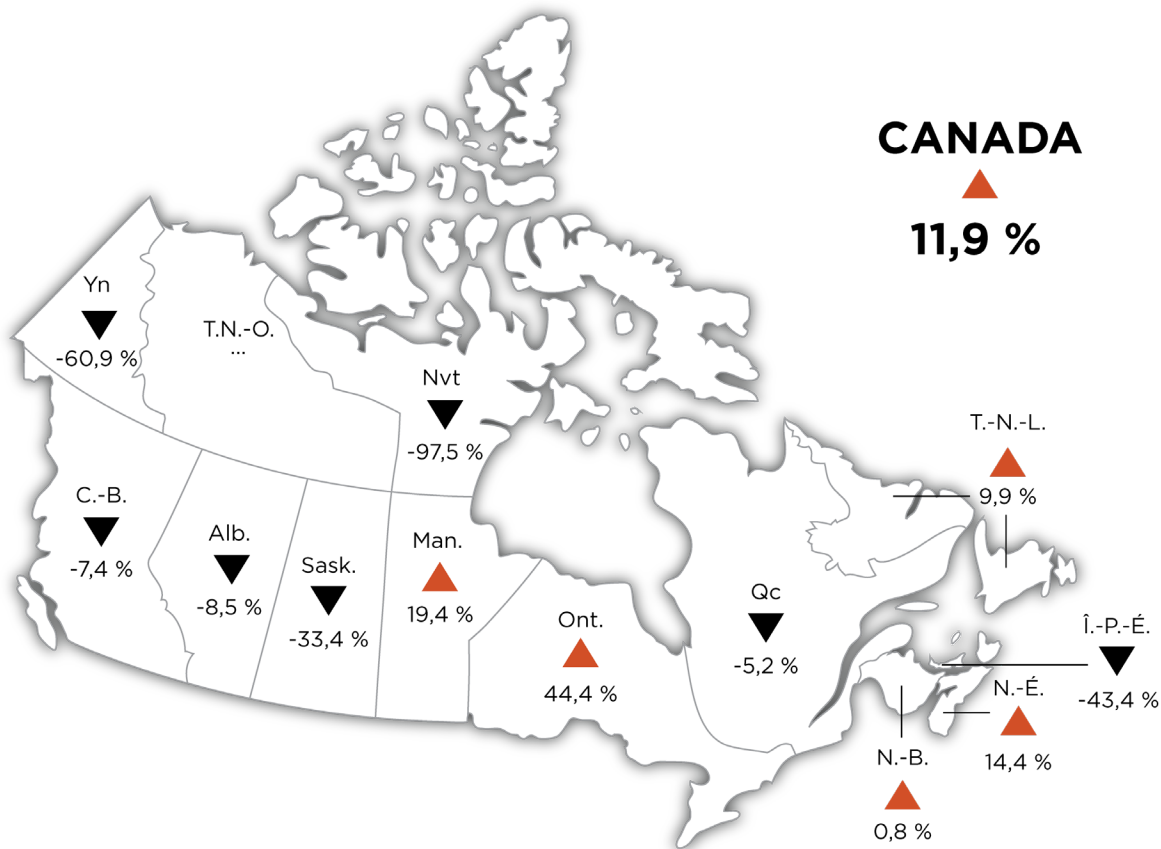 CANADA
11,9 %
Yn
-60,9 %
T.N.-O.
...
Nvt
-97,5 %
C.-B.
-7,4 %
Alb.
-8,5 %
Sask.
-33,4 %
Man.
19,4 %
Ont.
44,4 %
Qc
-5,2 %
T.-N.-L.
9,9 %
Î.-P.-É.
-43,4 %
N.-É.
14,4 %
N.-B.
0,8 %